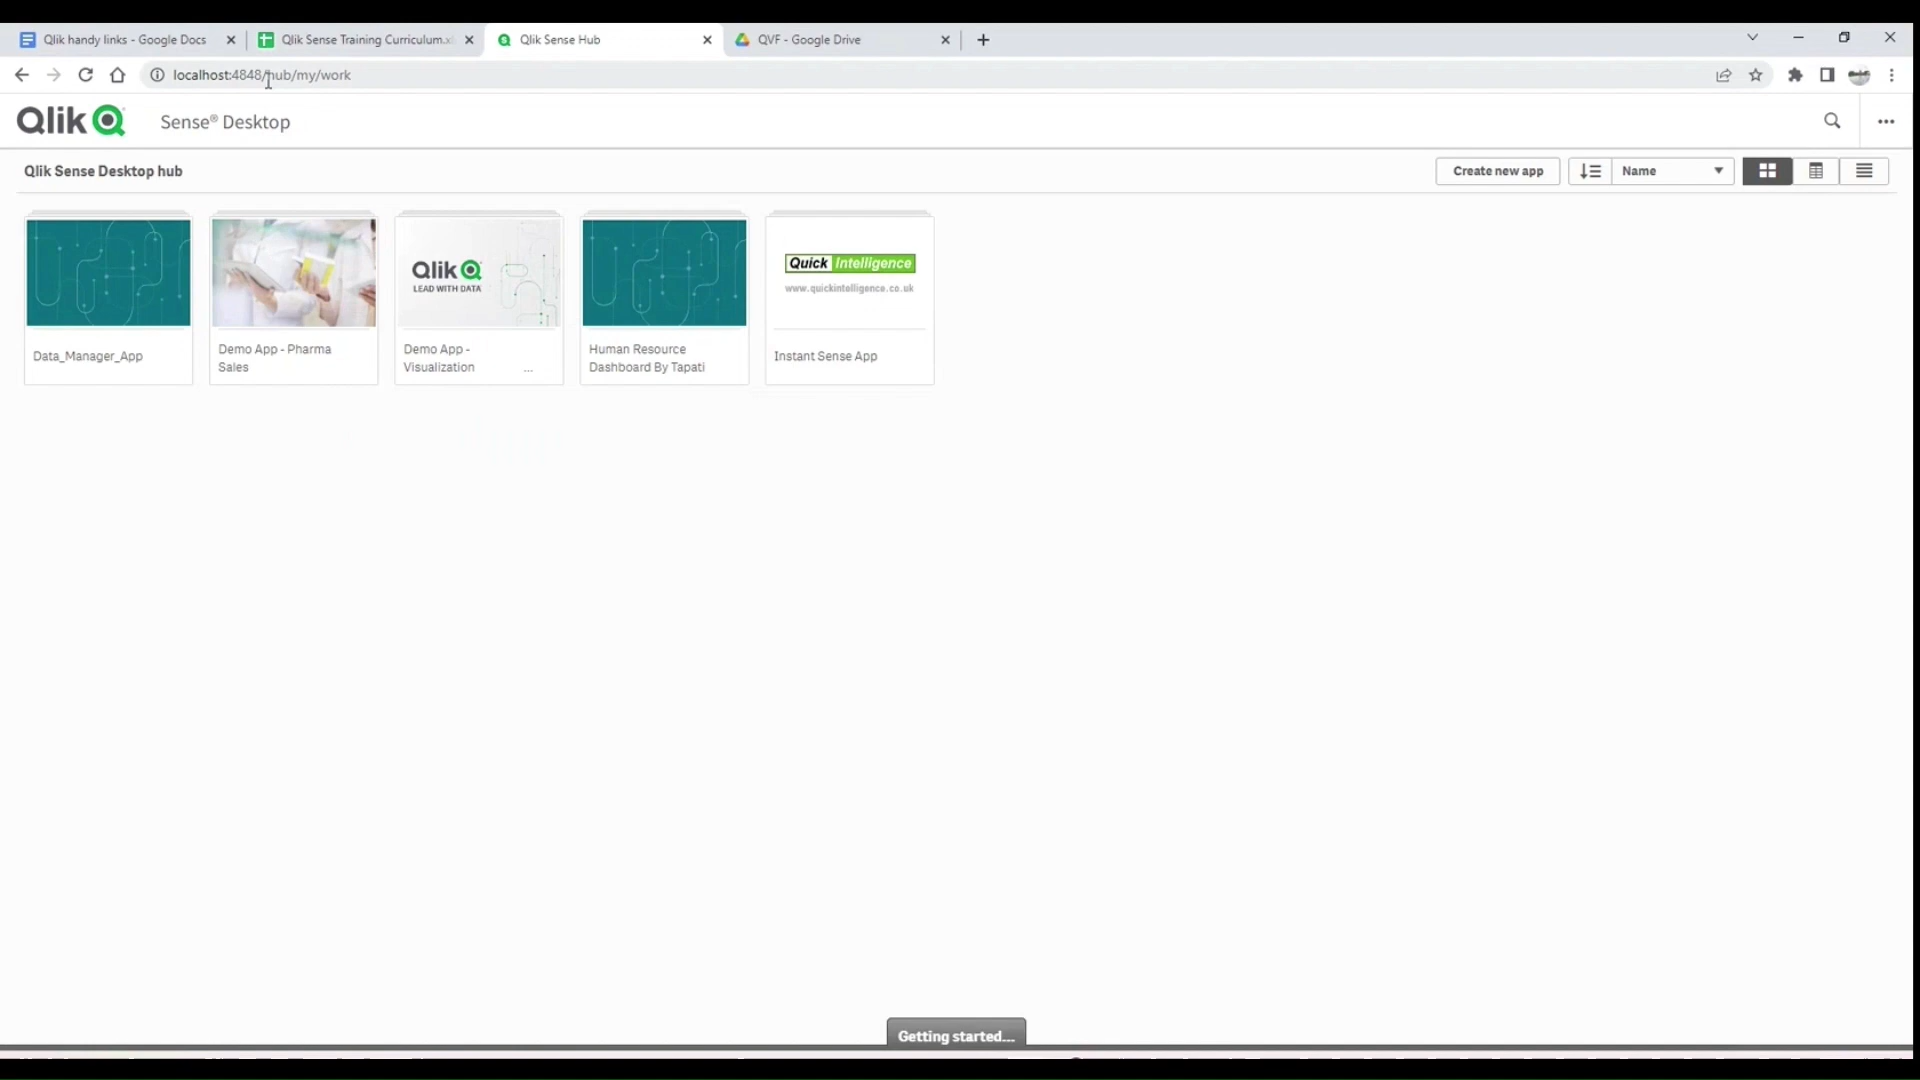 Qlik handy links - Google Docs
Qlik Sense Training Curriculum.x
Qlik Sense Hub
QVF - Google Drive
localhost:4848/hub/my/work
Qlik
Sense® Desktop
Qlik Sense Desktop hub
Create new app
Name
Qlik
LEAD WITH DATA
Quick Intelligence
www.quickintelligence.co.uk
Data_Manager_App
Demo App - Pharma
Sales
Demo App -
Visualization ...
Human Resource
Dashboard By Tapati
Instant Sense App
Getting started...